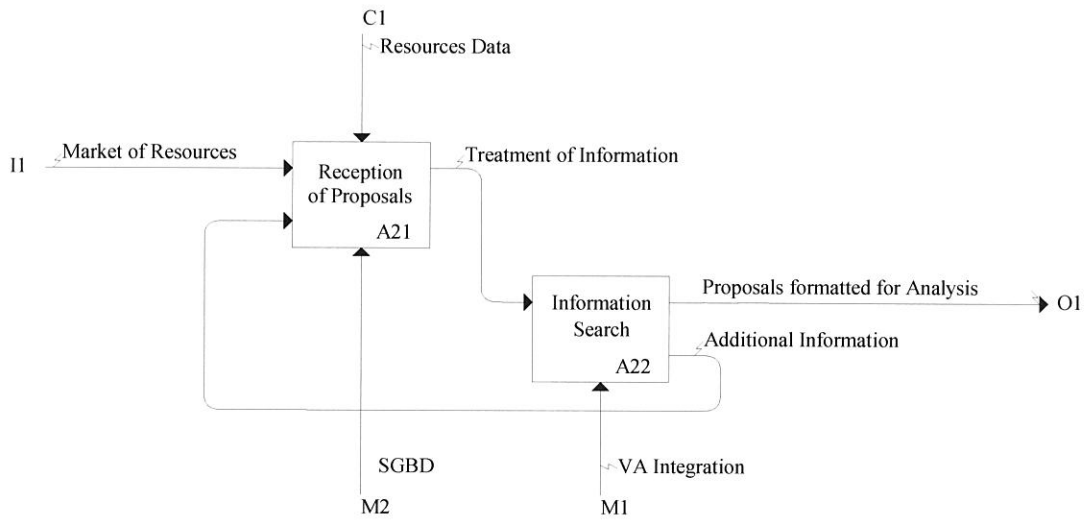 C1
Resources Data
Market of Resources
I1
Reception
of Proposals
A21
Treatment of Information
Information
Search
A22
Proposals formatted for Analysis
O1
Additional Information
SGBD
M2
VA Integration
M1